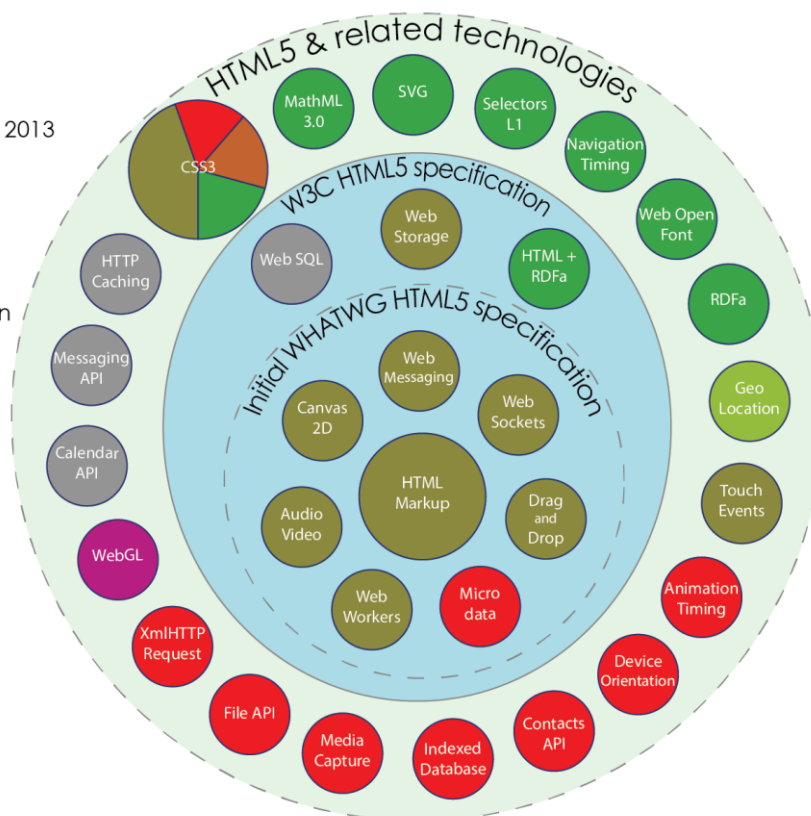 HTML5 & related technologies
2013
n
MathML
3.0
SVG
Selectors
L1
Navigation
Timing
Web Open
Font
RDFa
Geo
Location
Touch
Events
Animation
Timing
Device
Orientation
Contacts
API
Indexed
Database
Media
Capture
File API
XmlHTTP
Request
WebGL
Calendar
API
Messaging
API
HTTP
Caching
CSS3
W3C HTML5 specification
Web SQL
Web
Storage
HTML +
RDFa
Initial WHATWG HTML5 specification
Web
Messaging
Canvas
2D
Web
Sockets
HTML
Markup
Audio
Video
Drag
and
Drop
Web
Workers
Micro
data